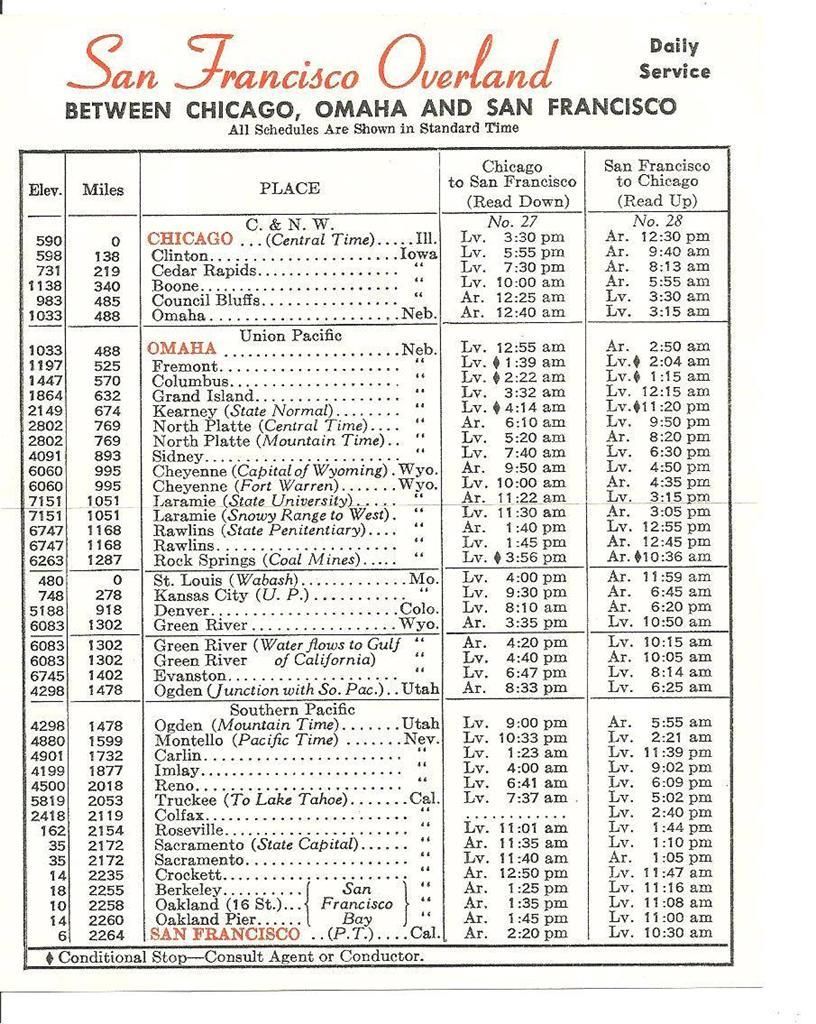 San Francisco Overland
Daily Service
BETWEEN CHICAGO, OMAHA AND SAN FRANCISCO
All Schedules Are Shown in Standard Time
Elev. Miles PLACE Chicago to San Francisco (Read Down) San Francisco to Chicago (Read Up)
C. & N. W. No. 27 No. 28
590 0 CHICAGO ...(Central Time).....Ill. Lv. 3:30 pm Ar. 12:30 pm
598 138 Clinton........................Iowa Lv. 5:55 pm Ar. 9:40 am
731 219 Cedar Rapids.................. “ Lv. 7:30 pm Ar. 8:13 am
1138 340 Boone........................ “ Lv. 10:00 am Ar. 5:55 am
983 485 Council Bluffs................ “ Ar. 12:25 am Lv. 3:30 am
1033 488 Omaha........................Neb. Ar. 12:40 am Lv. 3:15 am
Union Pacific
1033 488 OMAHA ......................Neb. Lv. 12:55 am Ar. 2:50 am
1197 525 Fremont...................... “ Lv. ♦ 1:39 am Lv.♦ 2:04 am
1447 570 Columbus..................... “ Lv. ♦ 2:22 am Lv.♦ 1:15 am
1864 632 Grand Island................. “ Lv. 3:32 am Lv. 12:15 am
2149 674 Kearney (State Normal)........ “ Lv. ♦ 4:14 am Lv.♦11:20 pm
2802 769 North Platte (Central Time).... “ Ar. 6:10 am Lv. 9:50 pm
2802 769 North Platte (Mountain Time).. “ Lv. 5:20 am Ar. 8:20 pm
4091 893 Sidney........................ “ Lv. 7:40 am Lv. 6:30 pm
6060 995 Cheyenne (Capital of Wyoming).Wyo. Ar. 9:50 am Lv. 4:50 pm
6060 995 Cheyenne (Fort Warren).......Wyo. Lv. 10:00 am Ar. 4:35 pm
7151 1051 Laramie (State University)..... “ Ar. 11:22 am Lv. 3:15 pm
7151 1051 Laramie (Snowy Range to West). “ Lv. 11:30 am Ar. 3:05 pm
6747 1168 Rawlins (State Penitentiary).... “ Ar. 1:40 pm Lv. 12:55 pm
6747 1168 Rawlins....................... “ Lv. 1:45 pm Ar. 12:45 pm
6263 1287 Rock Springs (Coal Mines)..... “ Lv. ♦ 3:56 pm Ar.♦10:36 am
480 0 St. Louis (Wabash).............Mo. Lv. 4:00 pm Ar. 11:59 am
748 278 Kansas City (U. P.)........... “ Lv. 9:30 pm Ar. 6:45 am
5188 918 Denver.......................Colo. Lv. 8:10 am Ar. 6:20 pm
6083 1302 Green River..................Wyo. Ar. 3:35 pm Lv. 10:50 am
6083 1302 Green River (Water flows to Gulf “ Ar. 4:20 pm Lv. 10:15 am
6083 1302 Green River of California) “ Lv. 4:40 pm Ar. 10:05 am
6745 1402 Evanston...................... “ Lv. 6:47 pm Lv. 8:14 am
4298 1478 Ogden (Junction with So. Pac.)..Utah Ar. 8:33 pm Lv. 6:25 am
Southern Pacific
4298 1478 Ogden (Mountain Time).......Utah Lv. 9:00 pm Ar. 5:55 am
4880 1599 Montello (Pacific Time) .......Nev. Lv. 10:33 pm Lv. 2:21 am
4901 1732 Carlin........................ “ Lv. 1:23 am Lv. 11:39 pm
4199 1877 Imlay......................... “ Lv. 4:00 am Lv. 9:02 pm
4500 2018 Reno.......................... “ Lv. 6:41 am Lv. 6:09 pm
5819 2053 Truckee (To Lake Tahoe).......Cal. Lv. 7:37 am Lv. 5:02 pm
2418 2119 Colfax........................ “ ........... Lv. 2:40 pm
162 2154 Roseville..................... “ Lv. 11:01 am Lv. 1:44 pm
35 2172 Sacramento (State Capital)..... “ Ar. 11:35 am Lv. 1:10 pm
35 2172 Sacramento.................... “ Lv. 11:40 am Ar. 1:05 pm
14 2235 Crockett...................... “ Ar. 12:50 pm Lv. 11:47 am
18 2255 Berkeley.......... San “ Ar. 1:25 pm Lv. 11:16 am
10 2258 Oakland (16 St.)... Francisco “ Ar. 1:35 pm Lv. 11:08 am
14 2260 Oakland Pier...... Bay “ Ar. 1:45 pm Lv. 11:00 am
6 2264 SAN FRANCISCO ..(P.T.)....Cal. Ar. 2:20 pm Lv. 10:30 am
♦ Conditional Stop—Consult Agent or Conductor.